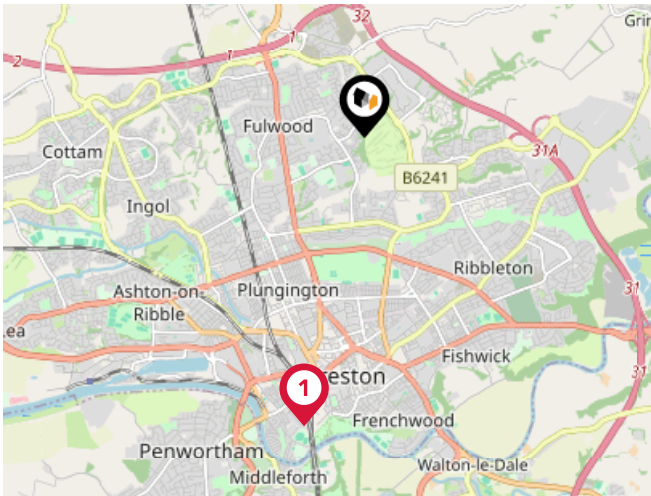 32
Grin
1
1
2
Fulwood
Cottam
31A
B6241
Ingol
Ribbleton
Ashton-on-
Ribble
Plungington
31
Lea
Fishwick
31
reston
1
Frenchwood
Penwortham
Walton-le-Dale
Middleforth